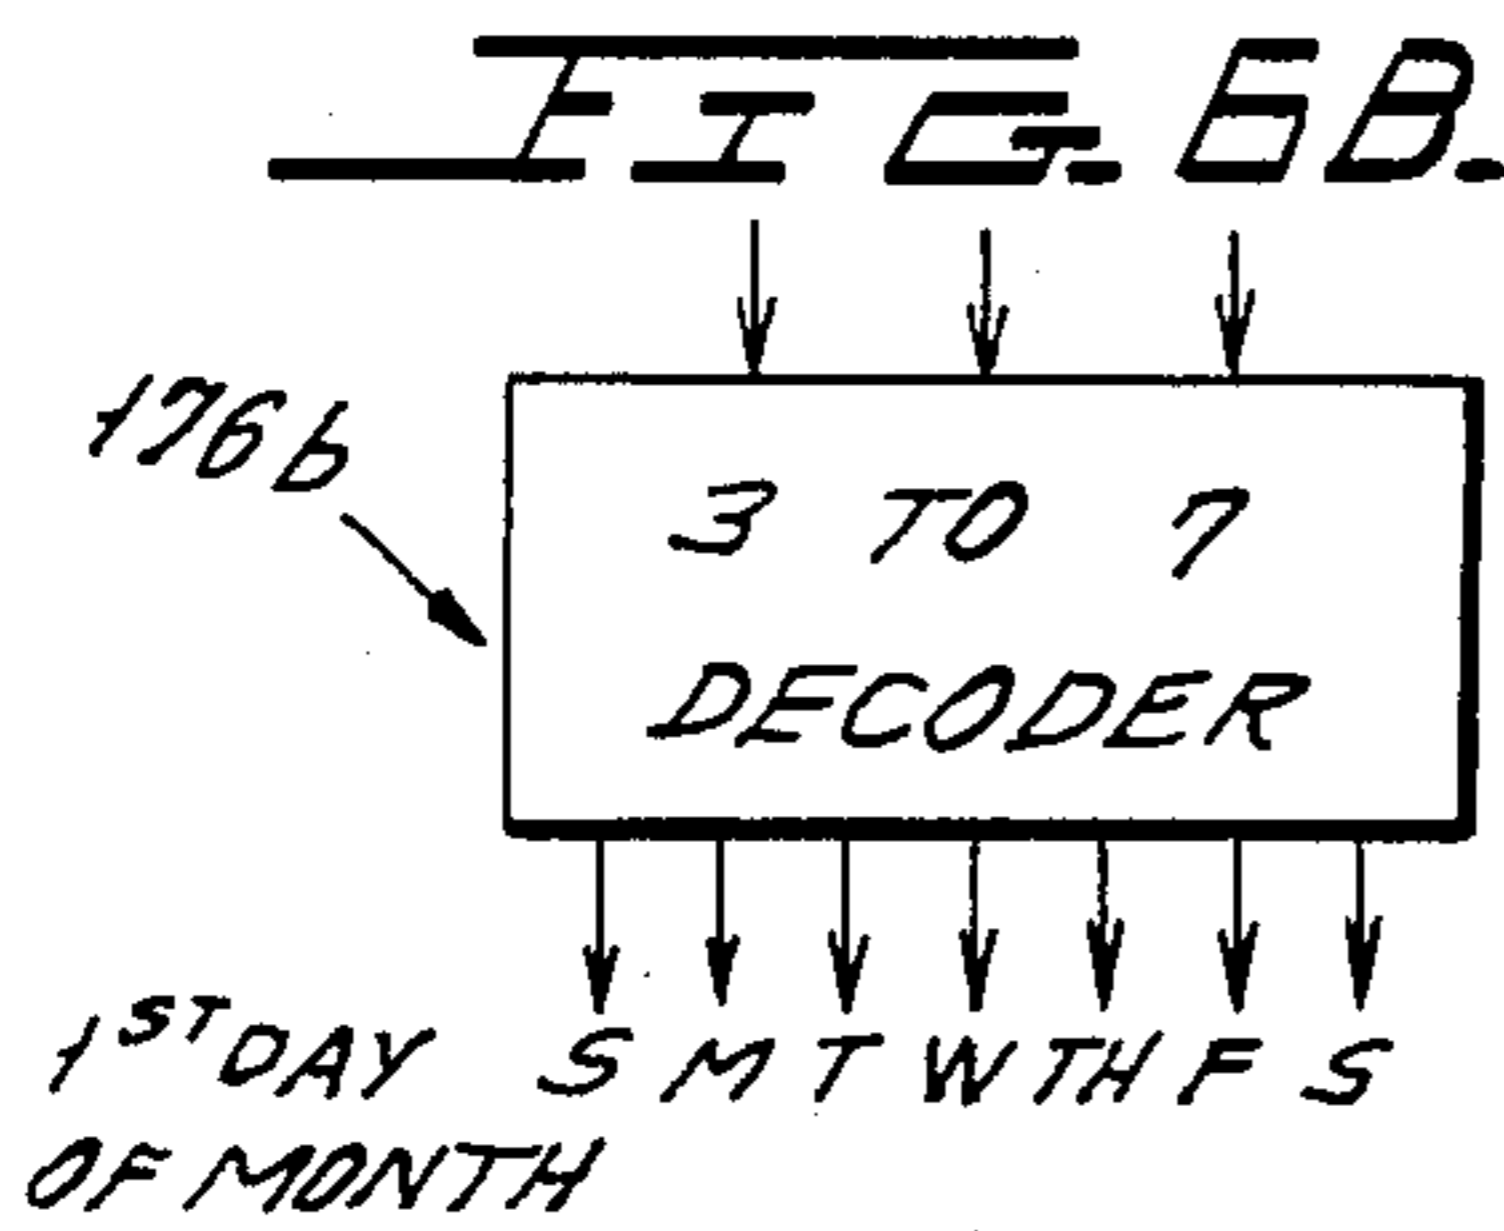 FIG. 6B.
176b
3 TO 7
DECODER
1ST DAY S M T W TH F S
OF MONTH